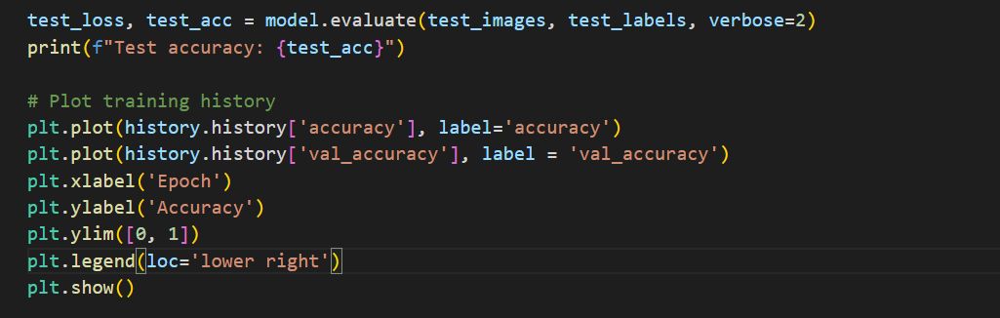 test_loss, test_acc = model.evaluate(test_images, test_labels, verbose=2)
print(f"Test accuracy: {test_acc}")
# Plot training history
plt.plot(history.history['accuracy'], label='accuracy')
plt.plot(history.history['val_accuracy'], label = 'val_accuracy')
plt.xlabel('Epoch')
plt.ylabel('Accuracy')
plt.ylim([0, 1])
plt.legend(loc='lower right')
plt.show()